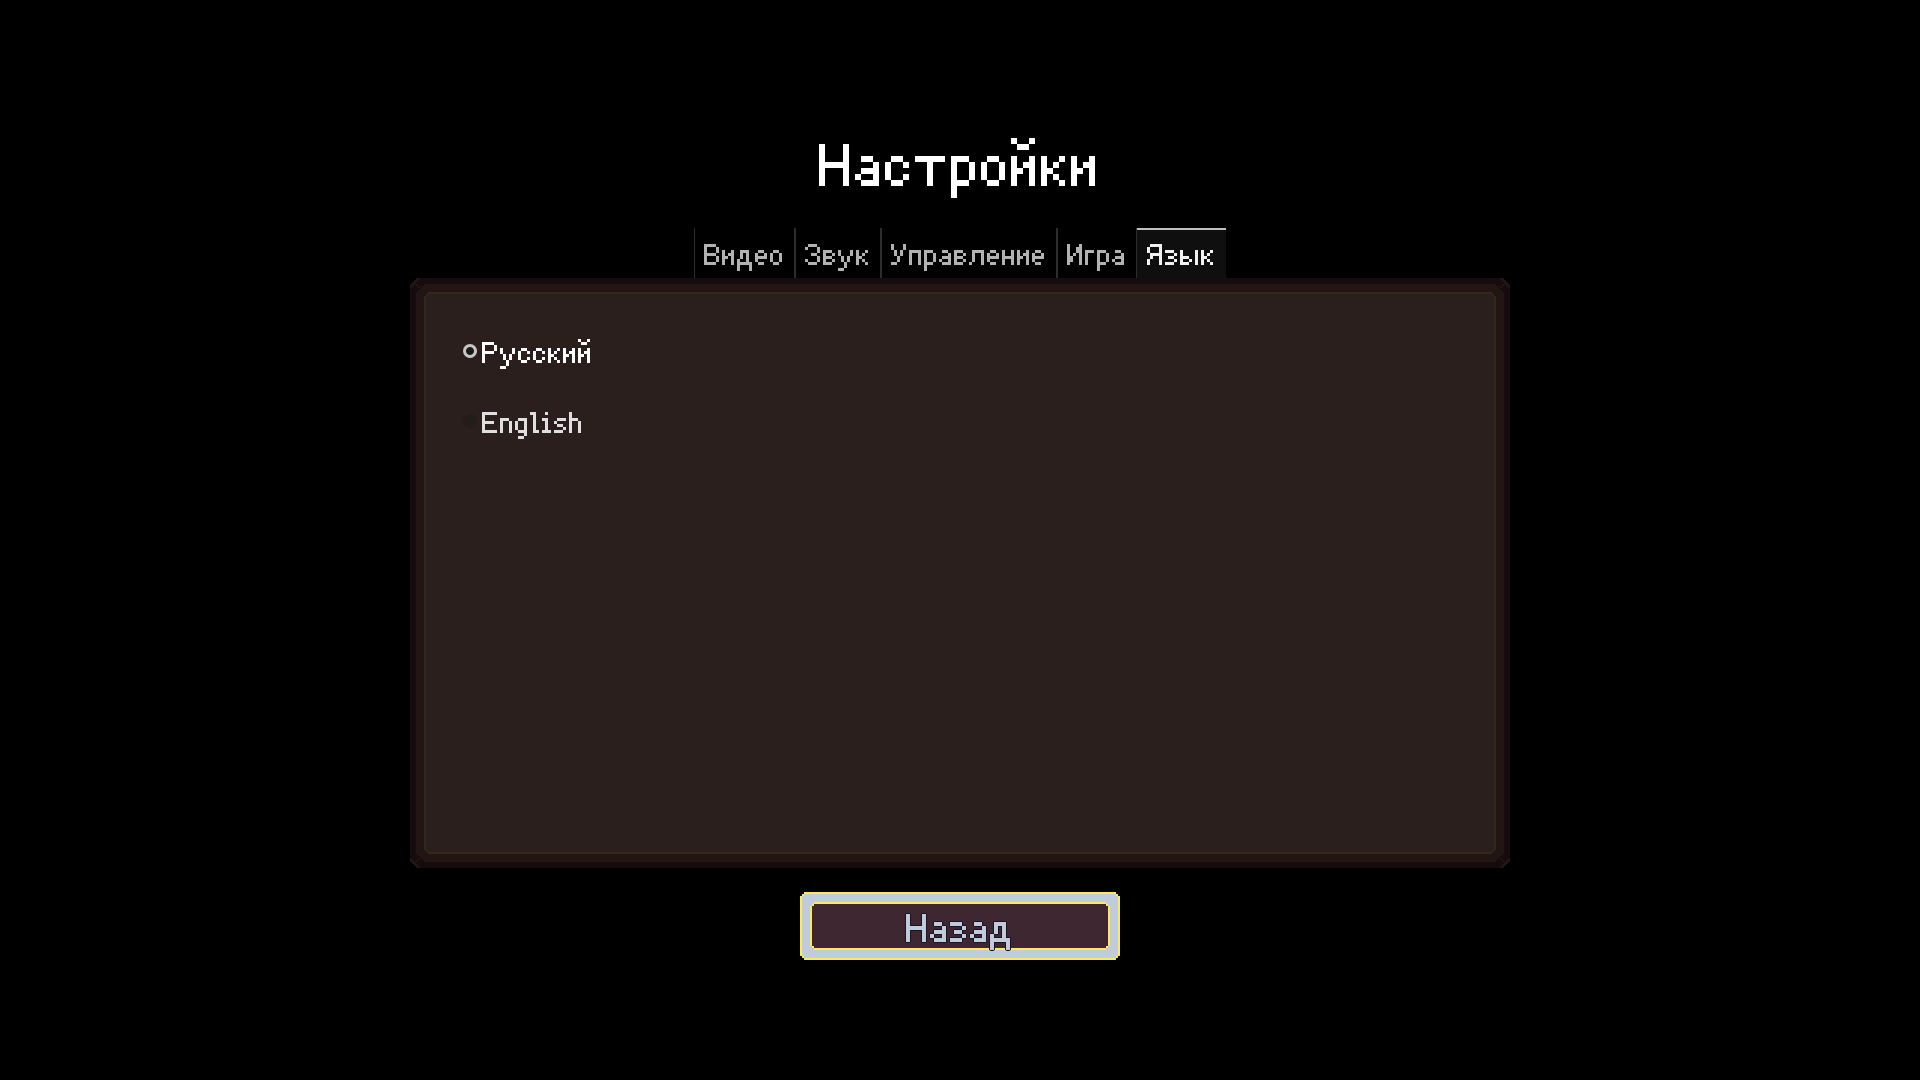 Настройки
Видео Звук Управление Игра Язык
Русский
English
Назад